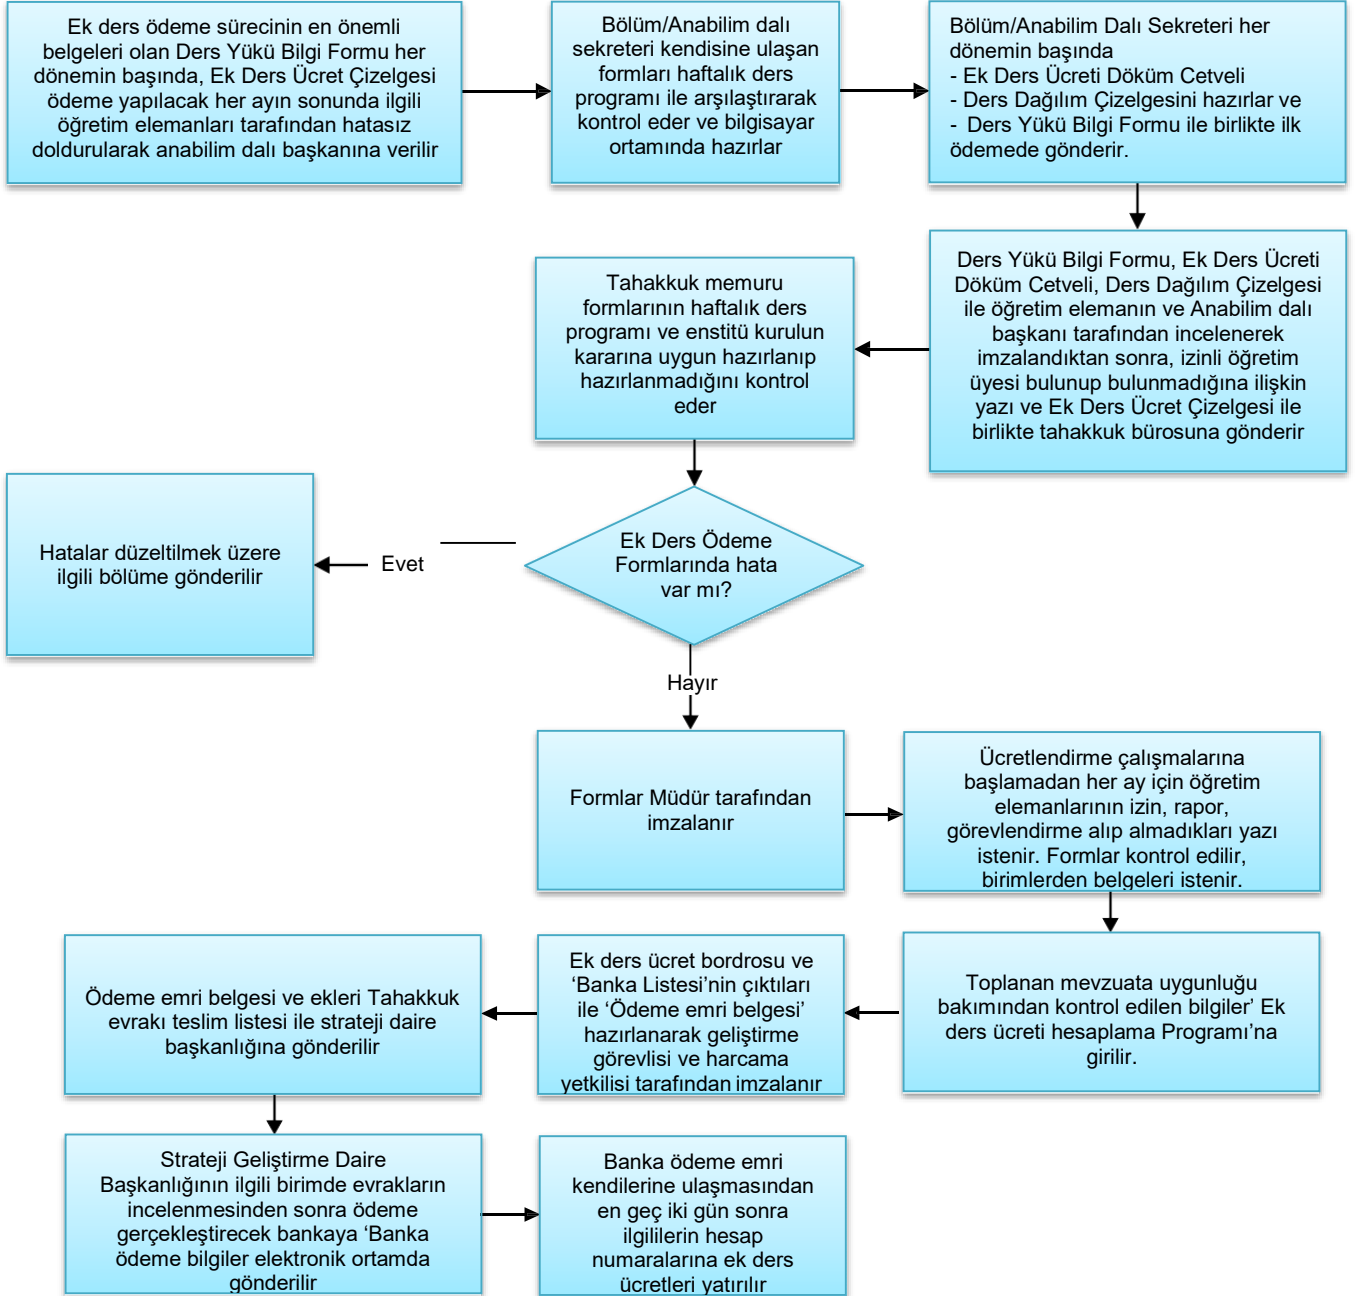 Ek ders ödeme sürecinin en önemli
belgeleri olan Ders Yükü Bilgi Formu her
dönemin başında, Ek Ders Ücret Çizelgesi
ödeme yapılacak her ayın sonunda ilgili
öğretim elemanları tarafından hatasız
doldurularak anabilim dalı başkanına verilir
Bölüm/Anabilim dalı
sekreteri kendisine ulaşan
formları haftalık ders
programı ile arşılaştırarak
kontrol eder ve bilgisayar
ortamında hazırlar
Bölüm/Anabilim Dalı Sekreteri her
dönemin başında
- Ek Ders Ücreti Döküm Cetveli
- Ders Dağılım Çizelgesini hazırlar ve
- Ders Yükü Bilgi Formu ile birlikte ilk
ödemede gönderir.
Ders Yükü Bilgi Formu, Ek Ders Ücreti
Döküm Cetveli, Ders Dağılım Çizelgesi
ile öğretim elemanın ve Anabilim dalı
başkanı tarafından incelenerek
imzalandıktan sonra, izinli öğretim
üyesi bulunup bulunmadığına ilişkin
yazı ve Ek Ders Ücret Çizelgesi ile
birlikte tahakkuk bürosuna gönderir
Tahakkuk memuru
formlarının haftalık ders
programı ve enstitü kurulun
kararına uygun hazırlanıp
hazırlanmadığını kontrol
eder
Ek Ders Ödeme
Formlarında hata
var mı?
Evet
Hatalar düzeltilmek üzere
ilgili bölüme gönderilir
Hayır
Formlar Müdür tarafından
imzalanır
Ücretlendirme çalışmalarına
başlamadan her ay için öğretim
elemanlarının izin, rapor,
görevlendirme alıp almadıkları yazı
istenir. Formlar kontrol edilir,
birimlerden belgeleri istenir.
Toplanan mevzuata uygunluğu
bakımından kontrol edilen bilgiler’ Ek
ders ücreti hesaplama Programı’na
girilir.
Ek ders ücret bordrosu ve
‘Banka Listesi’nin çıktıları
ile ‘Ödeme emri belgesi’
hazırlanarak geliştirme
görevlisi ve harcama
yetkilisi tarafından imzalanır
Ödeme emri belgesi ve ekleri Tahakkuk
evrakı teslim listesi ile strateji daire
başkanlığına gönderilir
Strateji Geliştirme Daire
Başkanlığının ilgili birimde evrakların
incelenmesinden sonra ödeme
gerçekleştirecek bankaya ‘Banka
ödeme bilgiler elektronik ortamda
gönderilir
Banka ödeme emri
kendilerine ulaşmasından
en geç iki gün sonra
ilgililerin hesap
numaralarına ek ders
ücretleri yatırılır